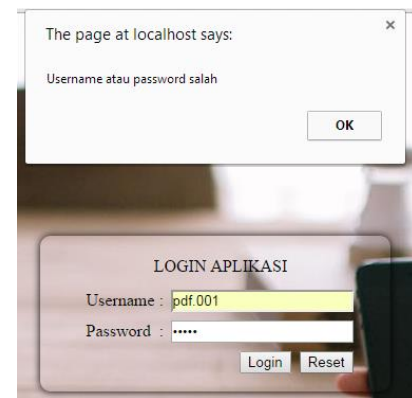 The page at localhost says:
×
Username atau password salah
OK
LOGIN APLIKASI
Username : pdf.001
Password : •••••
Login Reset